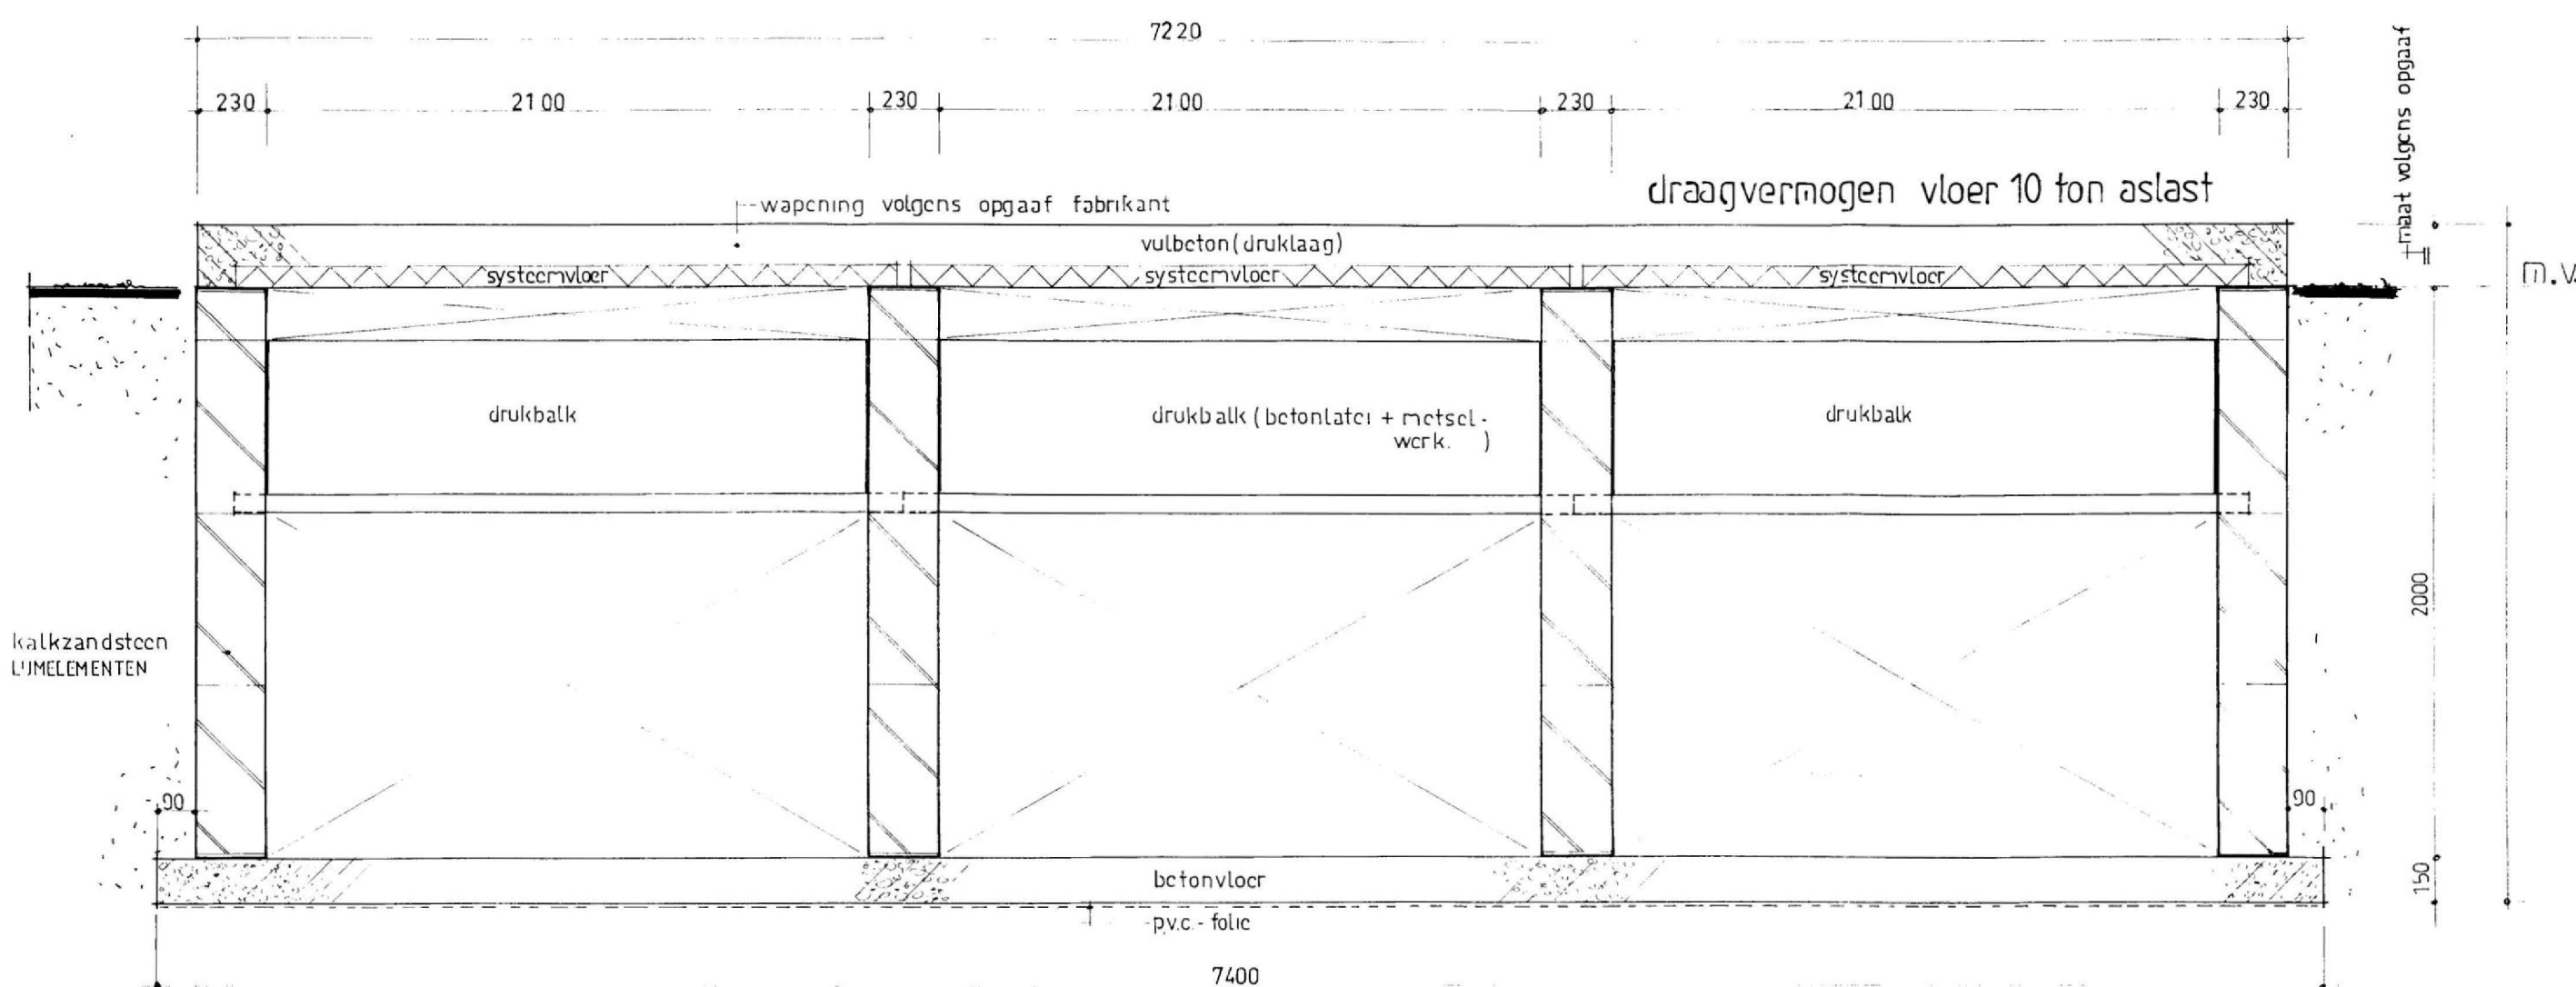 7220
230
2100
230
2100
230
2100
230
maat volgens opgaaf
draagvermogen vloer 10 ton aslast
wapening volgens opgaaf fabrikant
vulbeton (druklaag)
systeemvloer
systeemvloer
systeemvloer
m.v.
drukbalk
drukbalk (betonlatei + metsel-
werk. )
drukbalk
2000
kalkzandsteen
LIJMELEMENTEN
90
90
betonvloer
150
p.v.c.-folie
7400